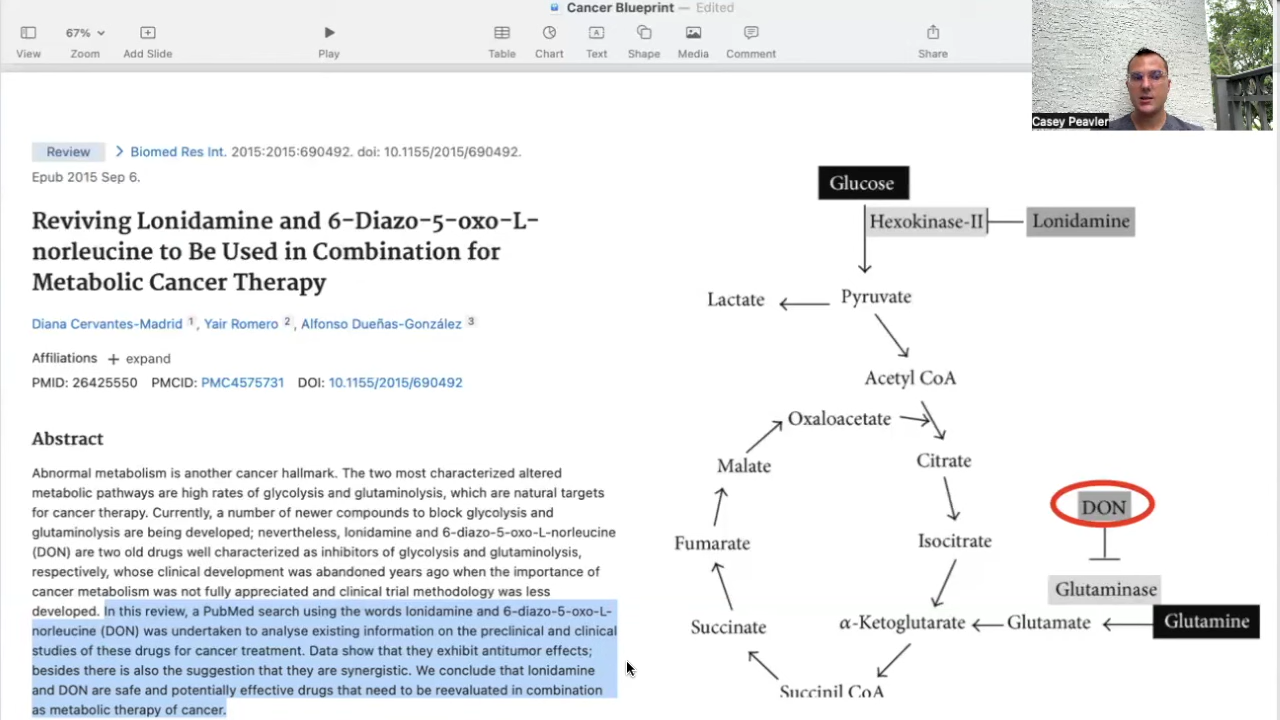 Cancer Blueprint — Edited
67%
View
Zoom
Add Slide
Play
Table
Chart
Text
Shape
Media
Comment
Share
Casey Peavler
Review > Biomed Res Int. 2015:2015:690492. doi: 10.1155/2015/690492.
Epub 2015 Sep 6.
Reviving Lonidamine and 6-Diazo-5-oxo-L-
norleucine to Be Used in Combination for
Metabolic Cancer Therapy
Diana Cervantes-Madrid 1, Yair Romero 2, Alfonso Dueñas-González 3
Affiliations + expand
PMID: 26425550 PMCID: PMC4575731 DOI: 10.1155/2015/690492
Abstract
Abnormal metabolism is another cancer hallmark. The two most characterized altered
metabolic pathways are high rates of glycolysis and glutaminolysis, which are natural targets
for cancer therapy. Currently, a number of newer compounds to block glycolysis and
glutaminolysis are being developed; nevertheless, lonidamine and 6-diazo-5-oxo-L-norleucine
(DON) are two old drugs well characterized as inhibitors of glycolysis and glutaminolysis,
respectively, whose clinical development was abandoned years ago when the importance of
cancer metabolism was not fully appreciated and clinical trial methodology was less
developed. In this review, a PubMed search using the words lonidamine and 6-diazo-5-oxo-L-
norleucine (DON) was undertaken to analyse existing information on the preclinical and clinical
studies of these drugs for cancer treatment. Data show that they exhibit antitumor effects;
besides there is also the suggestion that they are synergistic. We conclude that lonidamine
and DON are safe and potentially effective drugs that need to be reevaluated in combination
as metabolic therapy of cancer.
Glucose
Hexokinase-II
Lonidamine
Lactate
Pyruvate
Acetyl CoA
Oxaloacetate
Malate
Citrate
DON
Fumarate
Isocitrate
Glutaminase
Succinate
α-Ketoglutarate
Glutamate
Glutamine
Succinil CoA